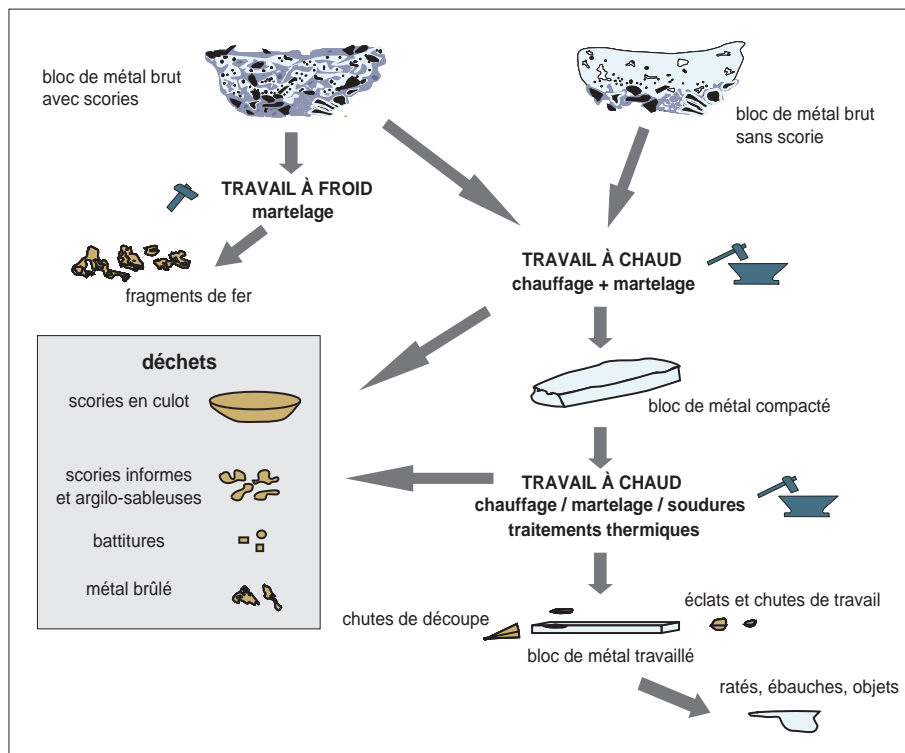 bloc de métal brut
avec scories
bloc de métal brut
sans scorie
TRAVAIL À FROID
martelage
fragments de fer
TRAVAIL À CHAUD
chauffage + martelage
déchets
scories en culot
scories informes
et argilo-sableuses
battitures
métal brûlé
bloc de métal compacté
TRAVAIL À CHAUD
chauffage / martelage / soudures
traitements thermiques
chutes de découpe
éclats et chutes de travail
bloc de métal travaillé
ratés, ébauches, objets